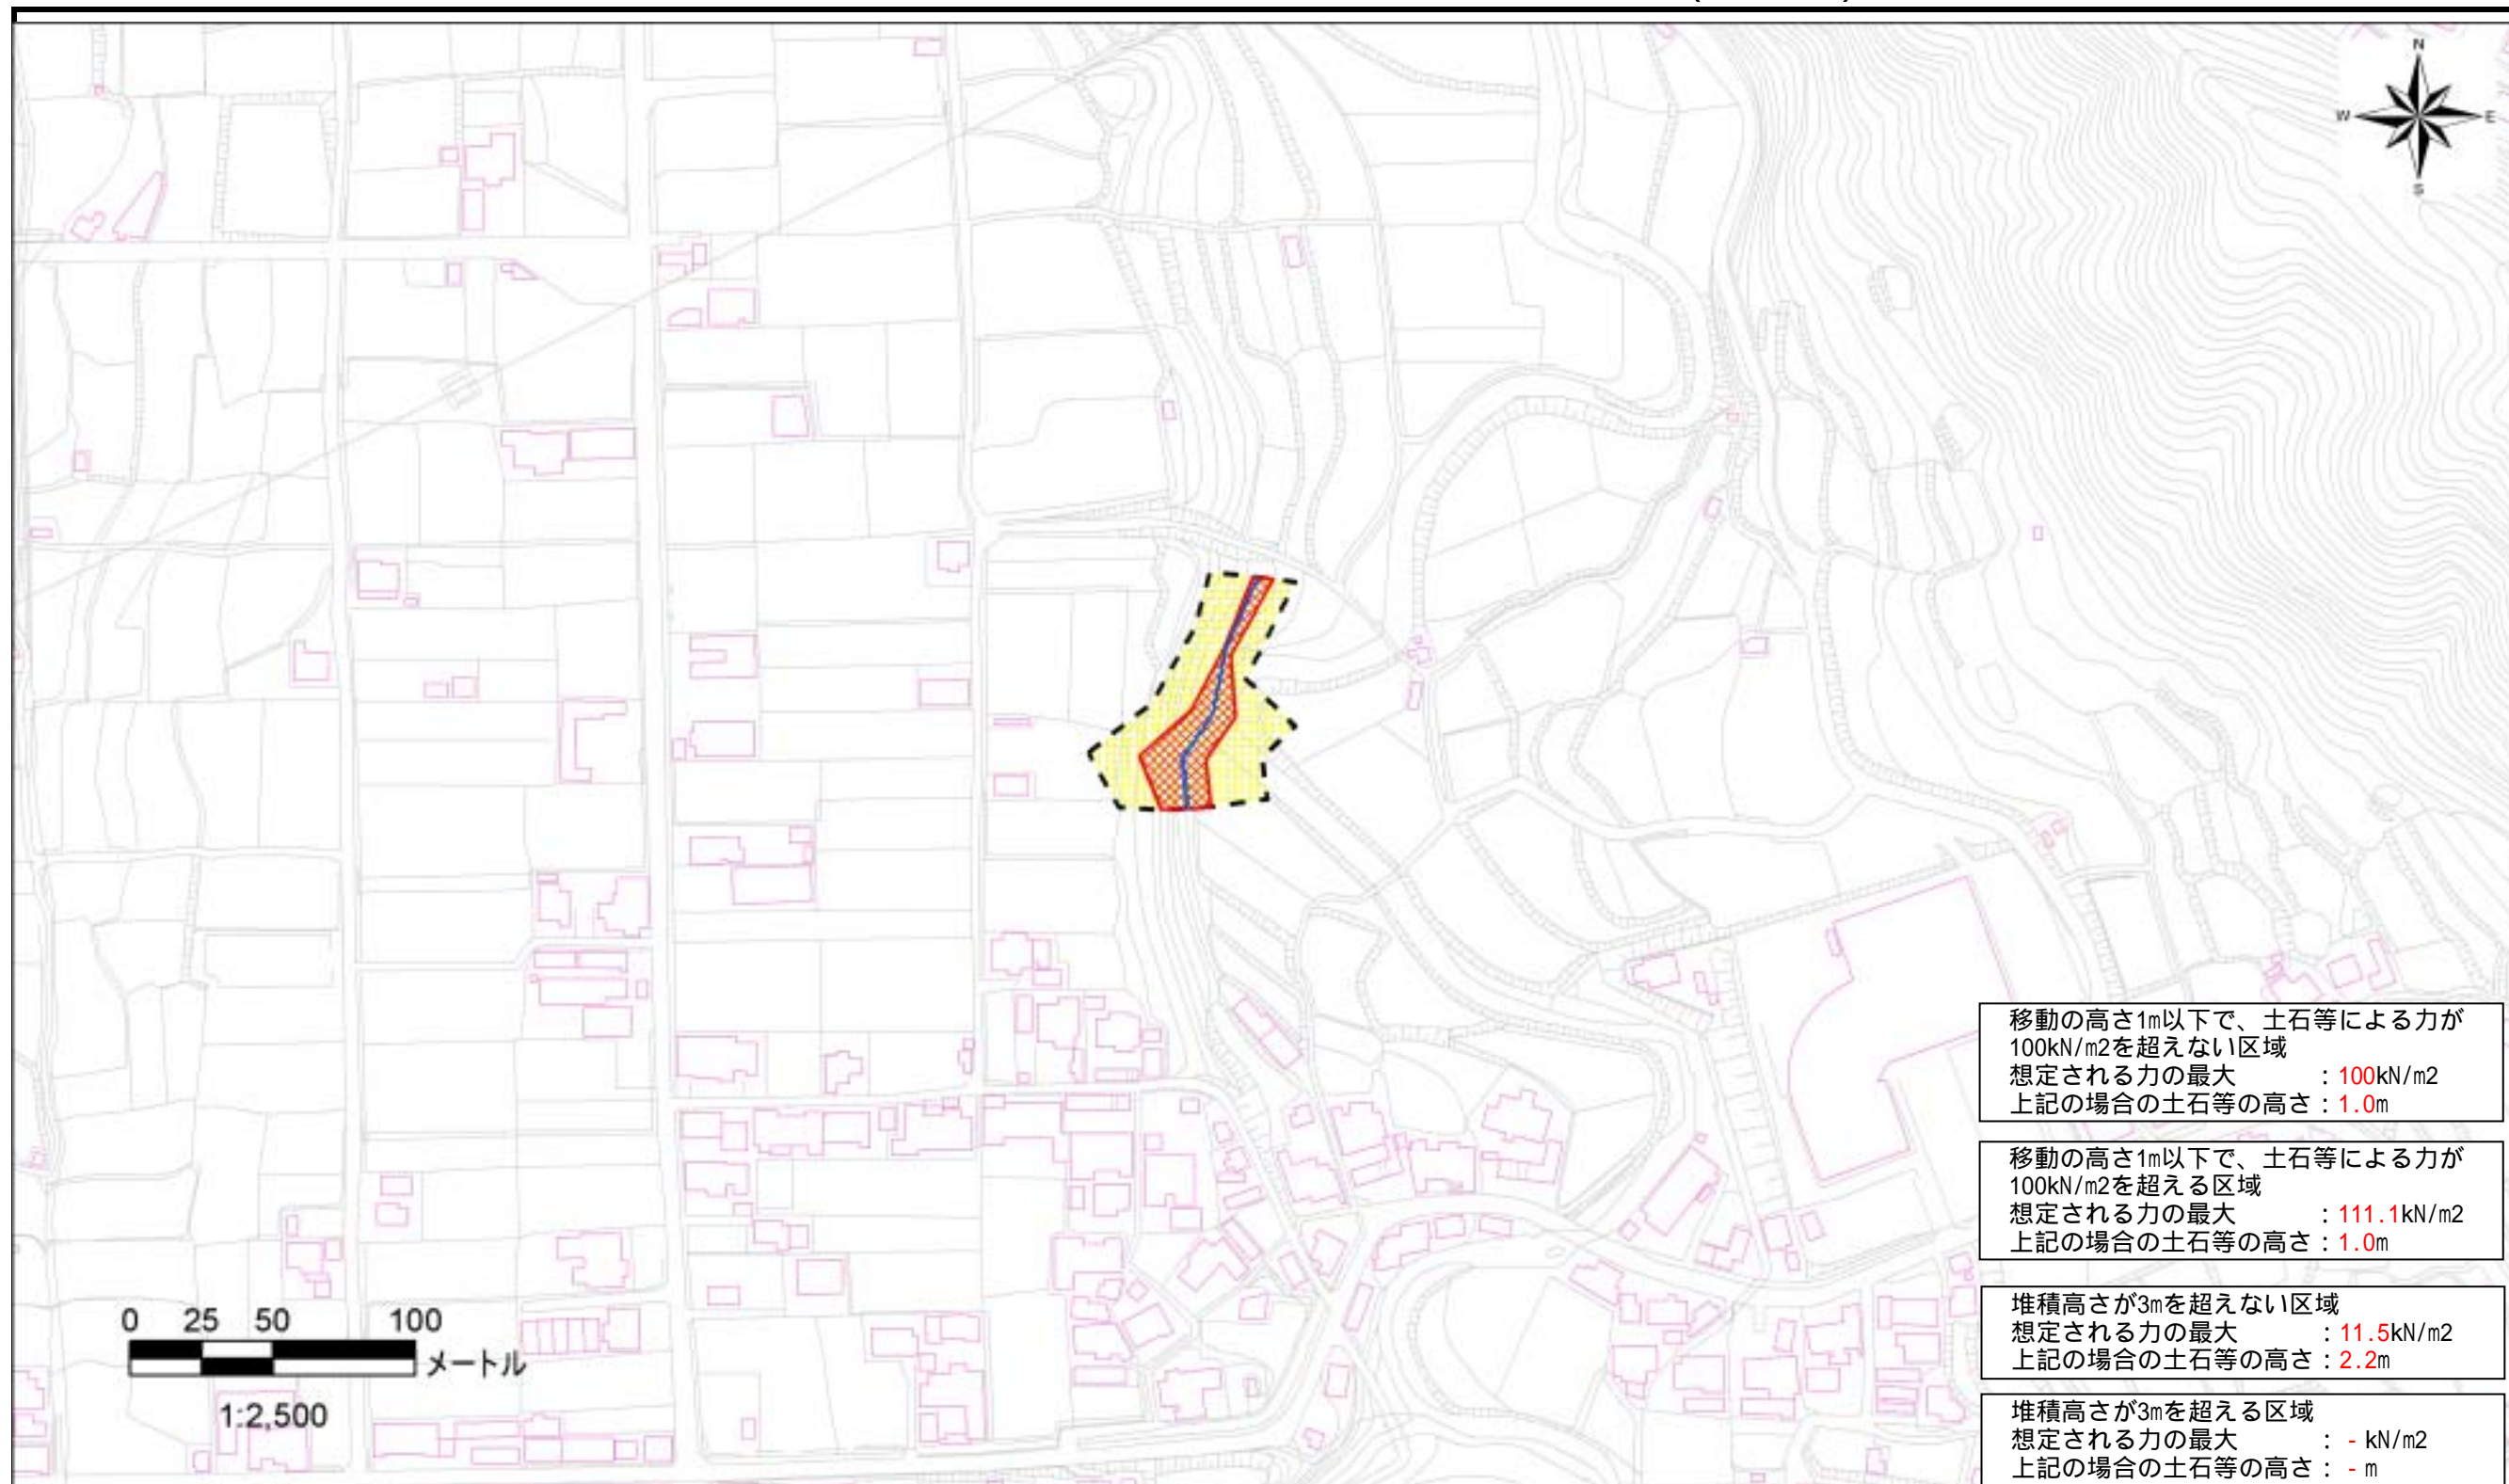 N
W
E
S
移動の高さ1m以下で、土石等による力が
100kN/m2を超えない区域
想定される力の最大 : 100kN/m2
上記の場合の土石等の高さ : 1.0m
移動の高さ1m以下で、土石等による力が
100kN/m2を超える区域
想定される力の最大 : 111.1kN/m2
上記の場合の土石等の高さ : 1.0m
堆積高さが3mを超えない区域
想定される力の最大 : 11.5kN/m2
上記の場合の土石等の高さ : 2.2m
堆積高さが3mを超える区域
想定される力の最大 : - kN/m2
上記の場合の土石等の高さ : - m
0 25 50 100
メートル
1:2,500